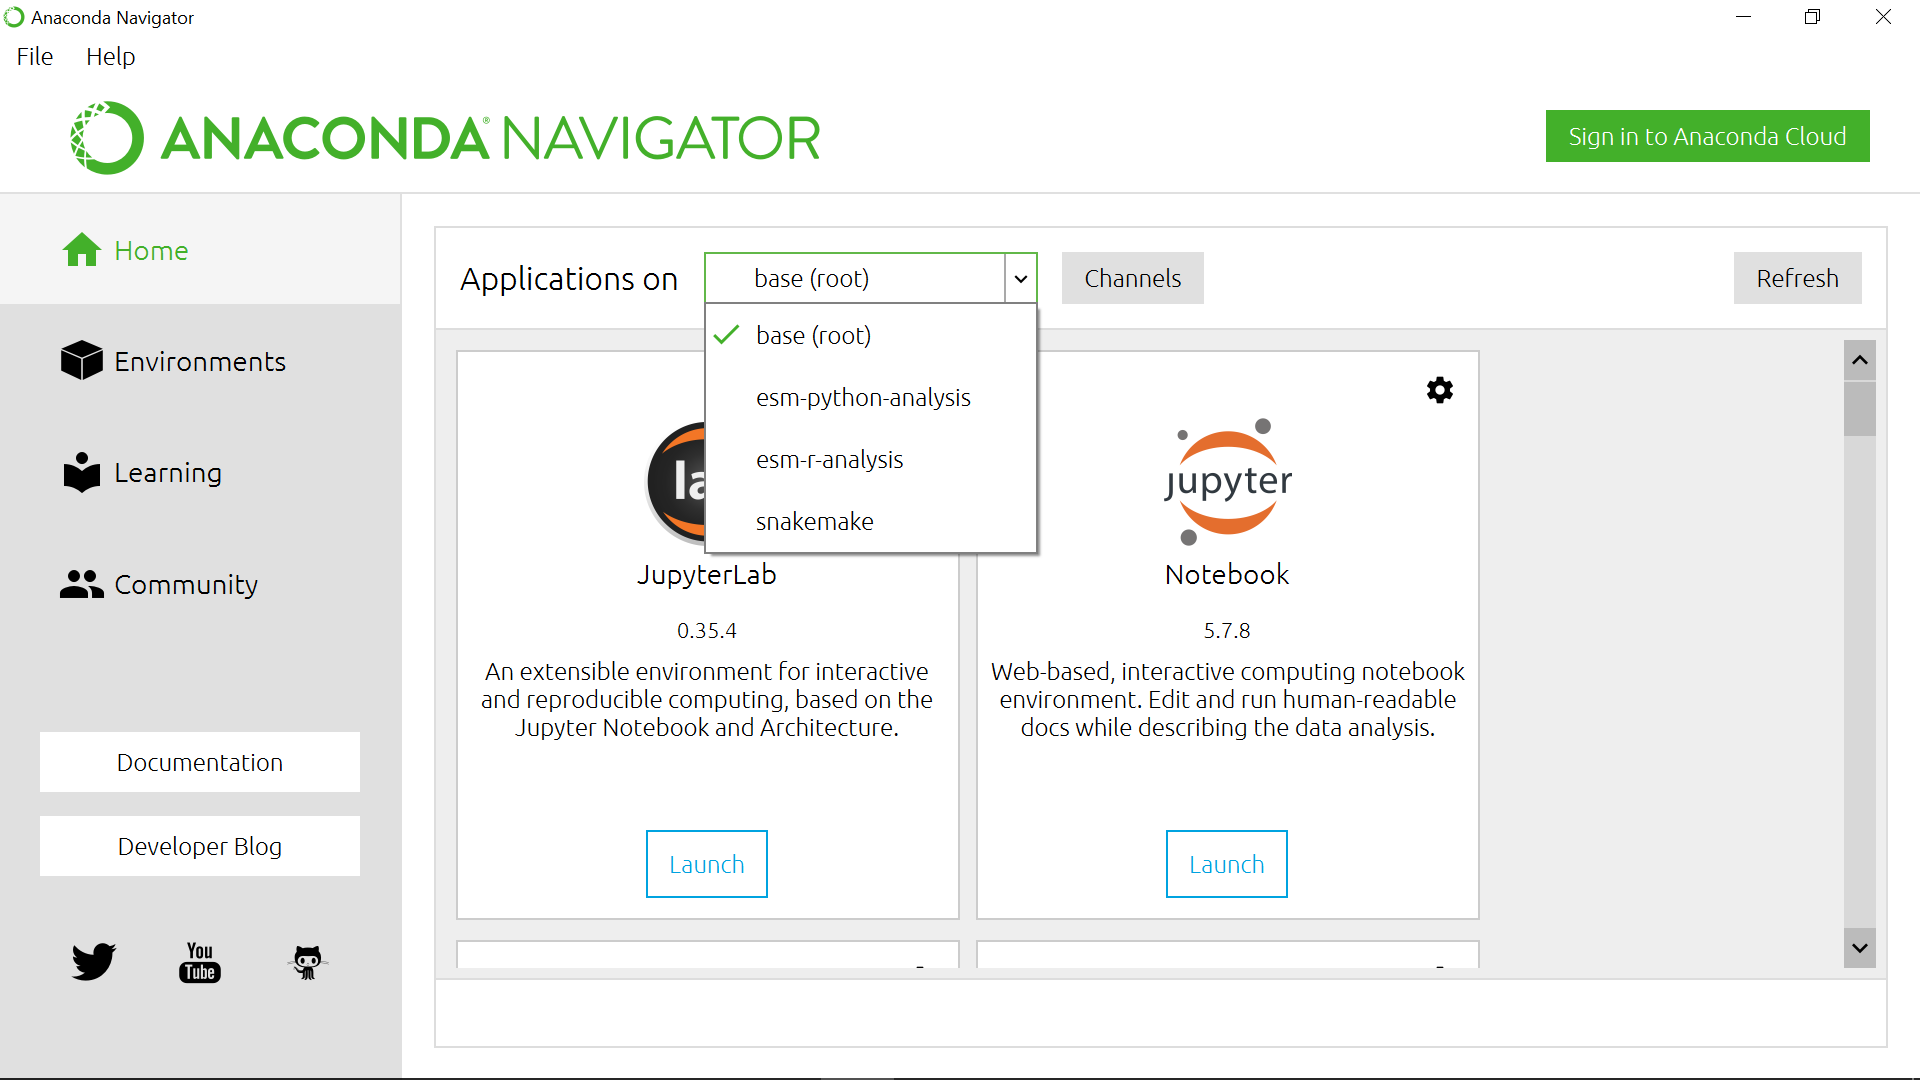 Anaconda Navigator
File Help
ANACONDA® NAVIGATOR
Sign in to Anaconda Cloud
Home
Environments
Learning
Community
Documentation
Developer Blog
You
Tube
Applications on
base (root)
Channels
Refresh
base (root)
esm-python-analysis
esm-r-analysis
snakemake
la
JupyterLab
0.35.4
An extensible environment for interactive
and reproducible computing, based on the
Jupyter Notebook and Architecture.
Launch
jupyter
Notebook
5.7.8
Web-based, interactive computing notebook
environment. Edit and run human-readable
docs while describing the data analysis.
Launch